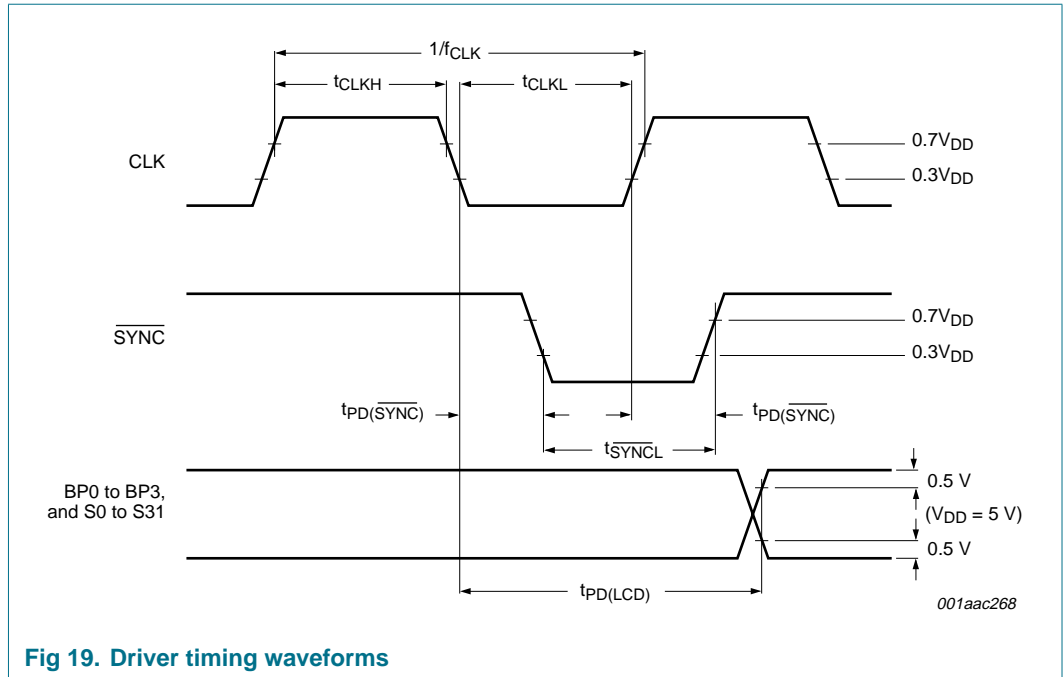 1/fCLK
tCLKH
tCLKL
0.7VDD
CLK
0.3VDD
0.7VDD
SYNC
0.3VDD
tPD(SYNC)
tPD(SYNC)
tSYNCL
0.5 V
BP0 to BP3,
and S0 to S31
(VDD = 5 V)
0.5 V
tPD(LCD)
001aac268
Fig 19. Driver timing waveforms